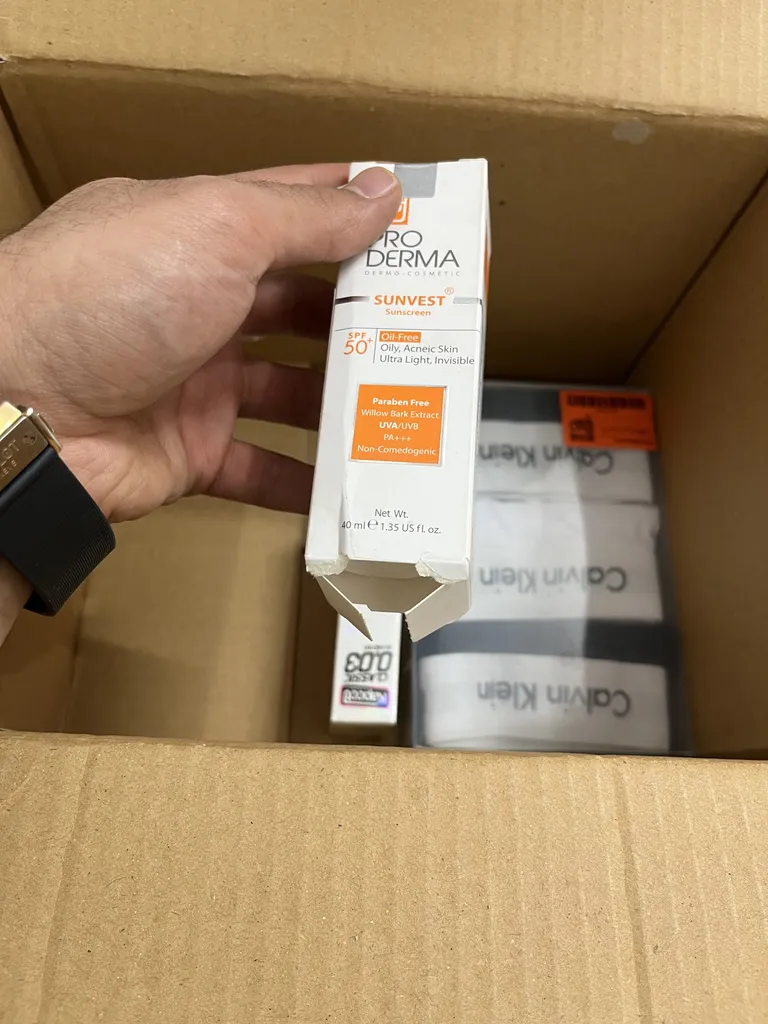 PRO
DERMA
DERMO-COSMETIC
SUNVEST®
Sunscreen
SPF
50+
Oil-Free
Oily, Acneic Skin
Ultra Light, Invisible
Paraben Free
Willow Bark Extract
UVA/UVB
PA+++
Non-Comedogenic
Net Wt.
40 ml ℮ 1.35 US fl. oz.
Calvin Klein
Calvin Klein
Calvin Klein
Kapoot
CLASSIC
0.03